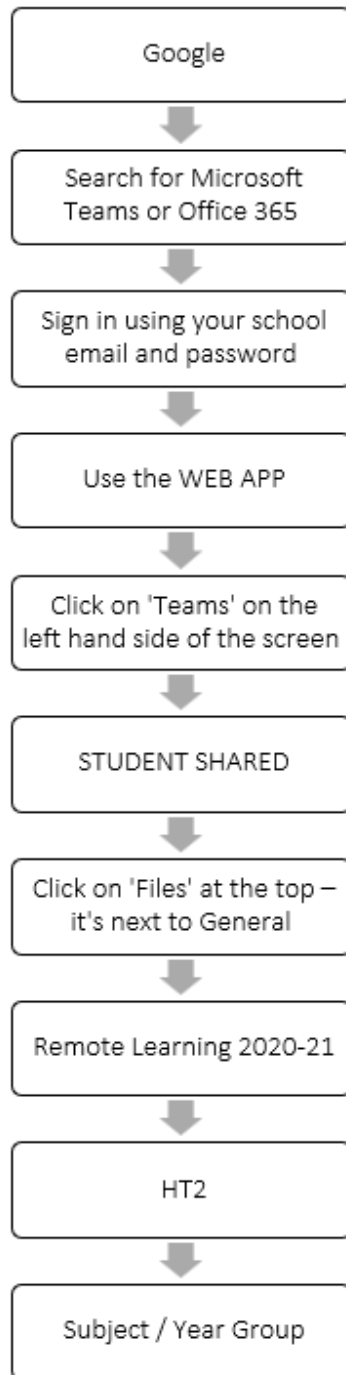 Google
Search for Microsoft
Teams or Office 365
Sign in using your school
email and password
Use the WEB APP
Click on 'Teams' on the
left hand side of the screen
STUDENT SHARED
Click on 'Files' at the top –
it's next to General
Remote Learning 2020-21
HT2
Subject / Year Group